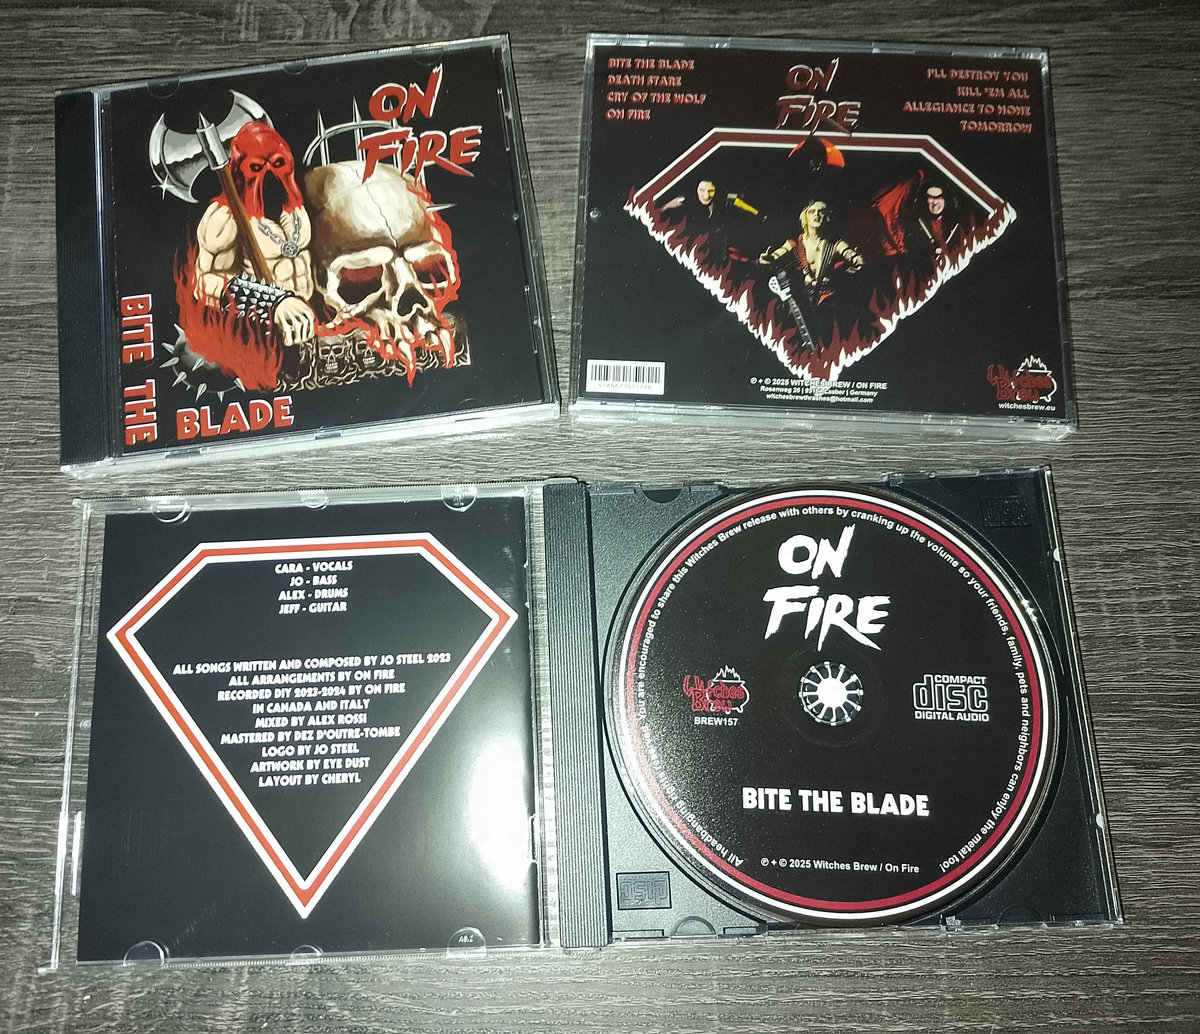 ON
FIRE
BITE THE
BLADE
BITE THE BLADE
DEATH STARE
CRY OF THE WOLF
ON FIRE
ON
FIRE
I'LL DESTROY YOU
KILL 'EM ALL
ALLEGIANCE TO NONE
TOMORROW
℗ + © 2025 WITCHES BREW / ON FIRE
Rosenweg 26 | Laaber | Germany
witchesbrewthrashes@hotmail.com
Witches
Brew
witchesbrew.eu
CARA - VOCALS
JO - BASS
ALEX - DRUMS
JEFF - GUITAR
ALL SONGS WRITTEN AND COMPOSED BY JO STEEL 2023
ALL ARRANGEMENTS BY ON FIRE
RECORDED DIY 2023-2024 BY ON FIRE
IN CANADA AND ITALY
MIXED BY ALEX ROSSI
MASTERED BY DEZ D'OUTRE-TOMBE
LOGO BY JO STEEL
ARTWORK BY EYE DUST
LAYOUT BY CHERYL
All headbanging you are encouraged to share this Witches Brew release with others by cranking up the volume so your friends, family, pets and neighbors can enjoy the metal too!
ON
FIRE
Witches
Brew
BREW157
COMPACT
disc
DIGITAL AUDIO
BITE THE BLADE
℗ + © 2025 Witches Brew / On Fire